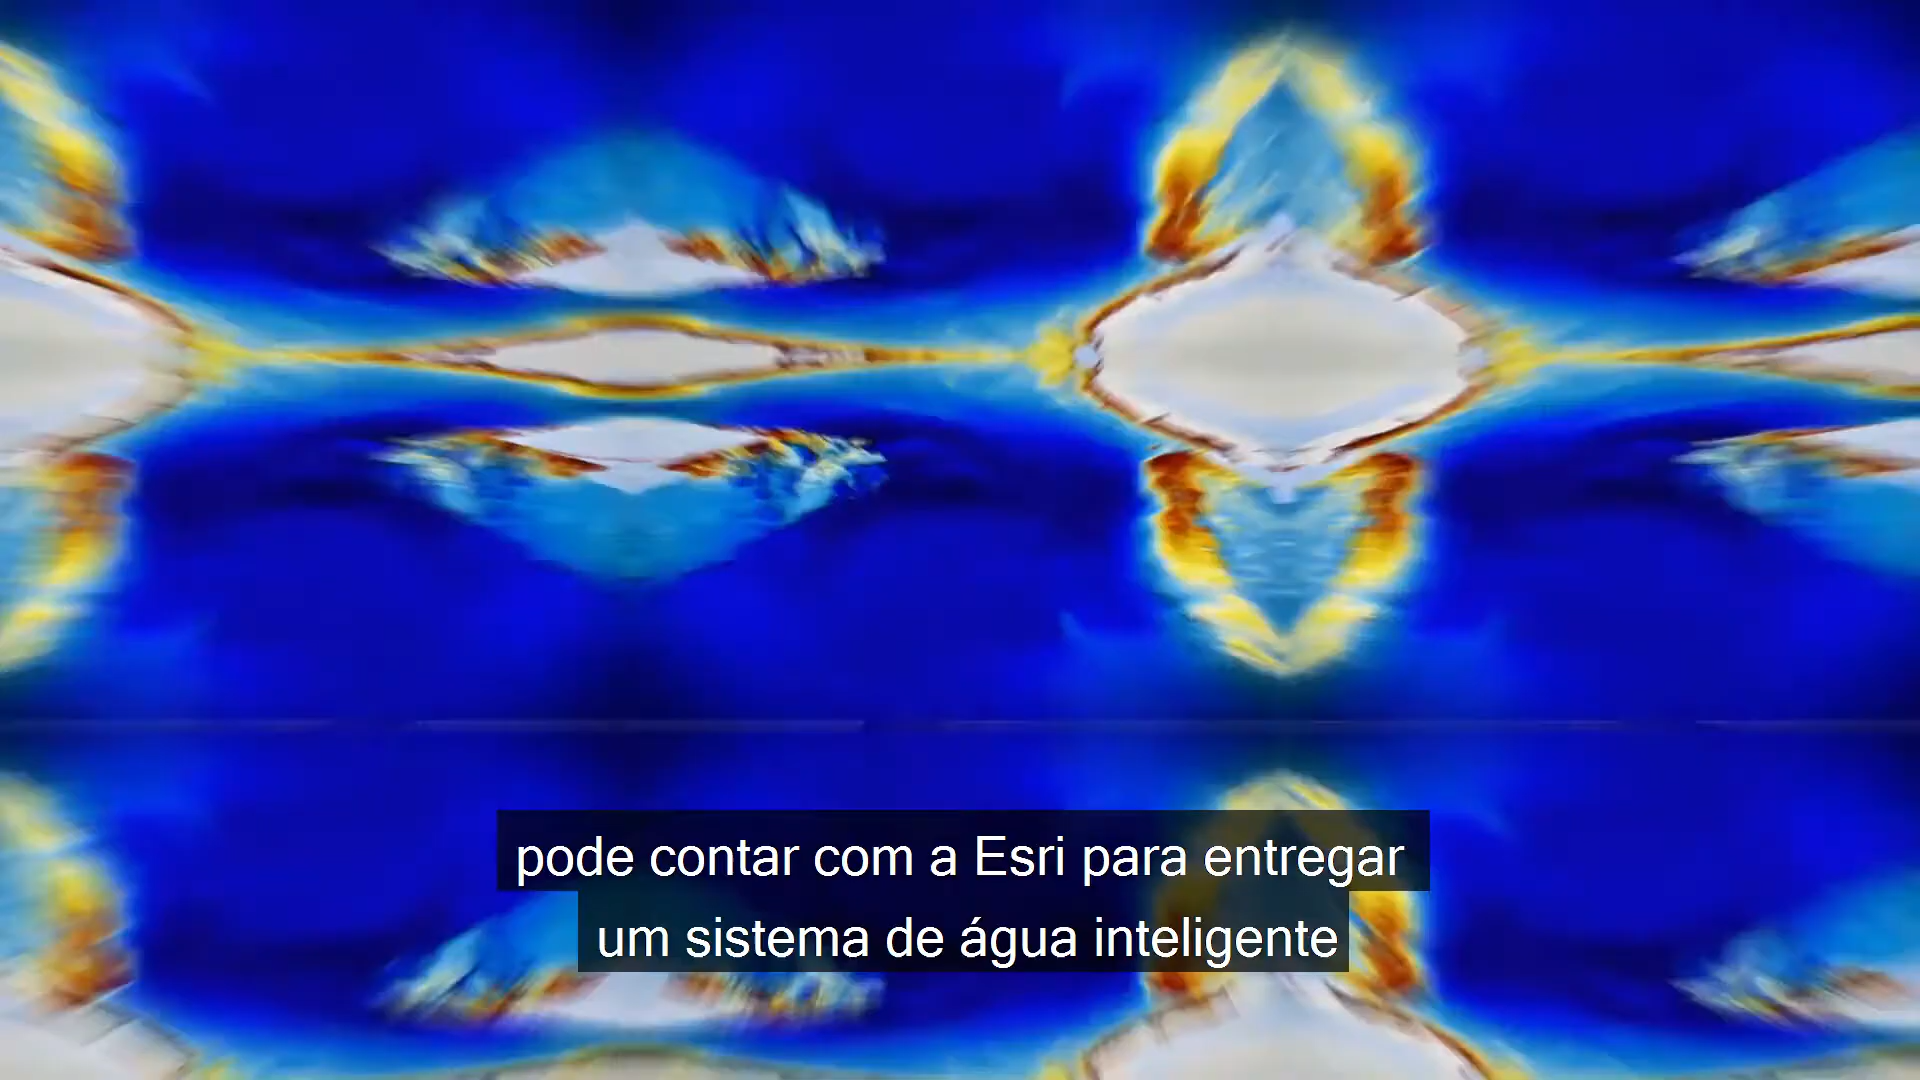 pode contar com a Esri para entregar
um sistema de água inteligente